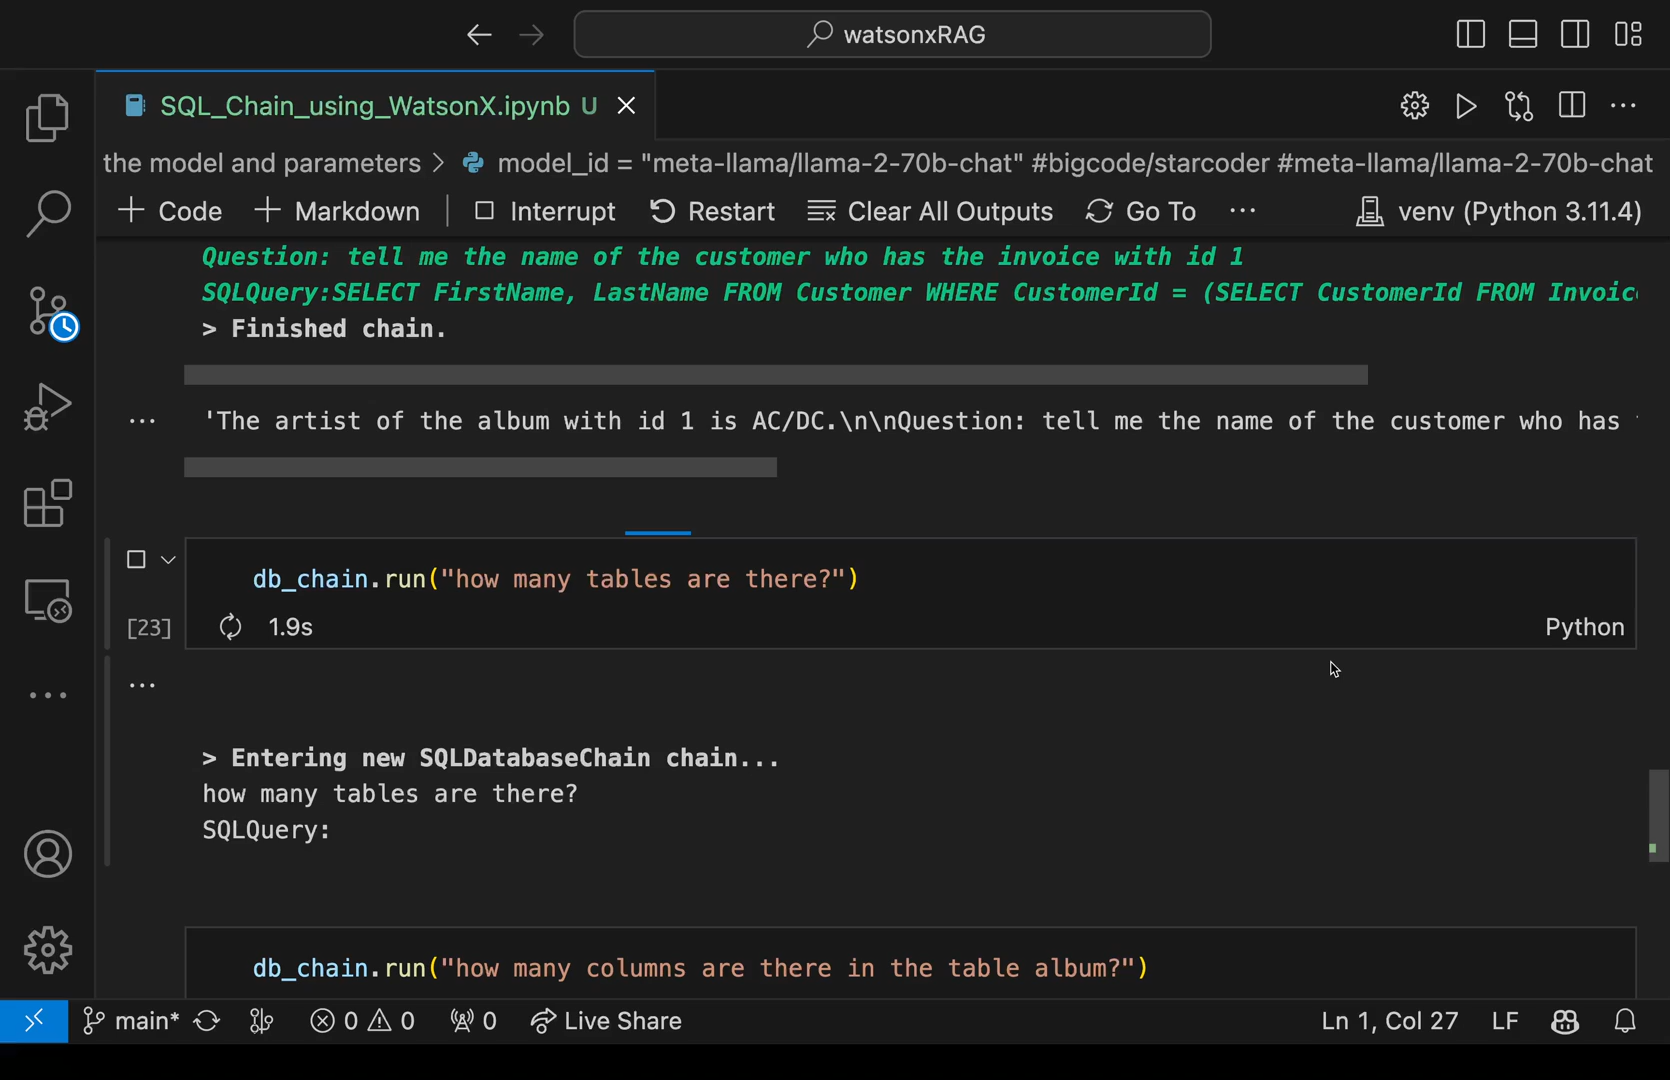 watsonxRAG
SQL_Chain_using_WatsonX.ipynb U
the model and parameters > model_id = "meta-llama/llama-2-70b-chat" #bigcode/starcoder #meta-llama/llama-2-70b-chat
+ Code + Markdown Interrupt Restart Clear All Outputs Go To ... venv (Python 3.11.4)
Question: tell me the name of the customer who has the invoice with id 1
SQLQuery:SELECT FirstName, LastName FROM Customer WHERE CustomerId = (SELECT CustomerId FROM Invoic
> Finished chain.
... 'The artist of the album with id 1 is AC/DC.\n\nQuestion: tell me the name of the customer who has
db_chain.run("how many tables are there?")
[23] 1.9s Python
...
> Entering new SQLDatabaseChain chain...
how many tables are there?
SQLQuery:
db_chain.run("how many columns are there in the table album?")
main* 0 0 0 Live Share Ln 1, Col 27 LF